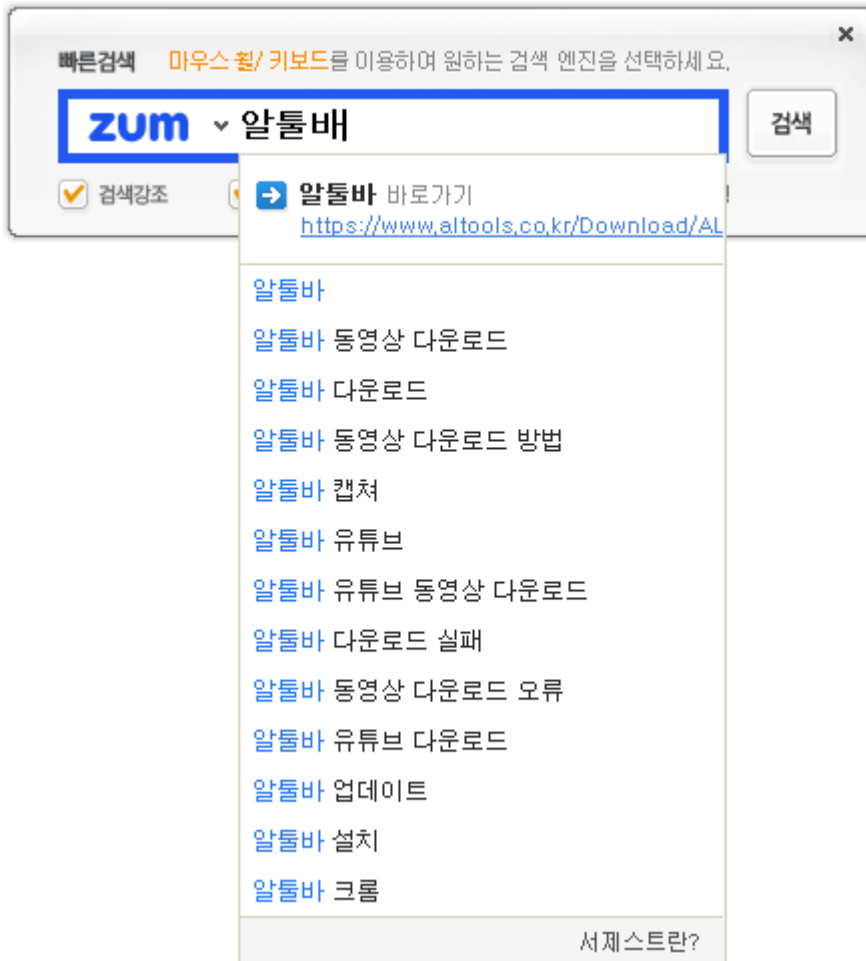 빠른검색 마우스 휠/ 키보드를 이용하여 원하는 검색 엔진을 선택하세요.
zum 알툴바 검색
검색강조
알툴바 바로가기
https://www.altools.co.kr/Download/AL
알툴바
알툴바 동영상 다운로드
알툴바 다운로드
알툴바 동영상 다운로드 방법
알툴바 캡쳐
알툴바 유튜브
알툴바 유튜브 동영상 다운로드
알툴바 다운로드 실패
알툴바 동영상 다운로드 오류
알툴바 유튜브 다운로드
알툴바 업데이트
알툴바 설치
알툴바 크롬
서제스트란?